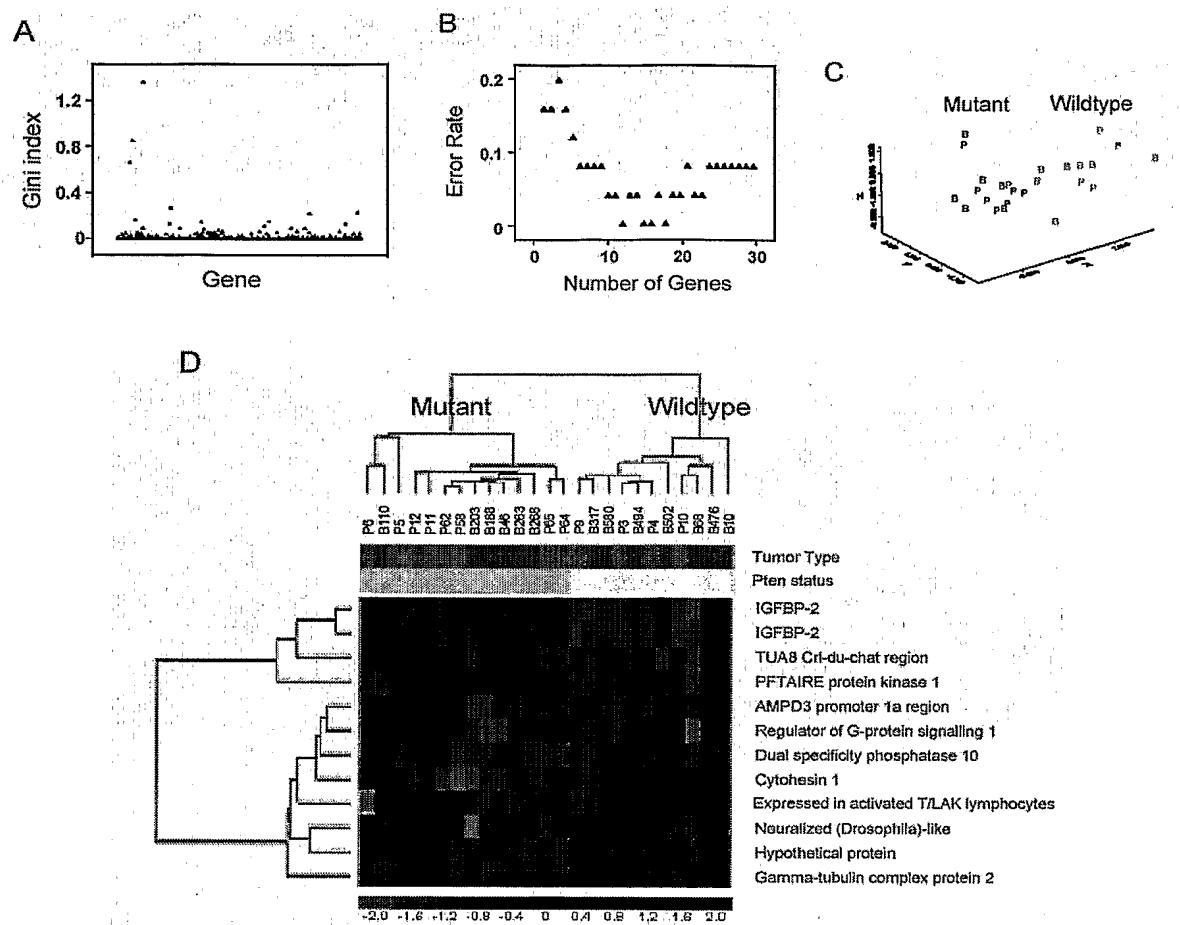 A
Gini index
1.2
0.8
0.4
0
Gene
B
Error Rate
0.2
0.1
0
0 10 20 30
Number of Genes
C
Mutant Wildtype
D
Mutant Wildtype
P6 B110 P5 P12 P11 P62 P58 B203 B188 B46 B263 B268 P65 P64 P9 B317 B580 P3 B494 P4 B502 P10 B68 B476 B10
Tumor Type
Pten status
IGFBP-2
IGFBP-2
TUA8 Cri-du-chat region
PFTAIRE protein kinase 1
AMPD3 promoter 1a region
Regulator of G-protein signalling 1
Dual specificity phosphatase 10
Cytohesin 1
Expressed in activated T/LAK lymphocytes
Neuralized (Drosophila)-like
Hypothetical protein
Gamma-tubulin complex protein 2
-2.0 -1.6 -1.2 -0.8 -0.4 0 0.4 0.8 1.2 1.6 2.0